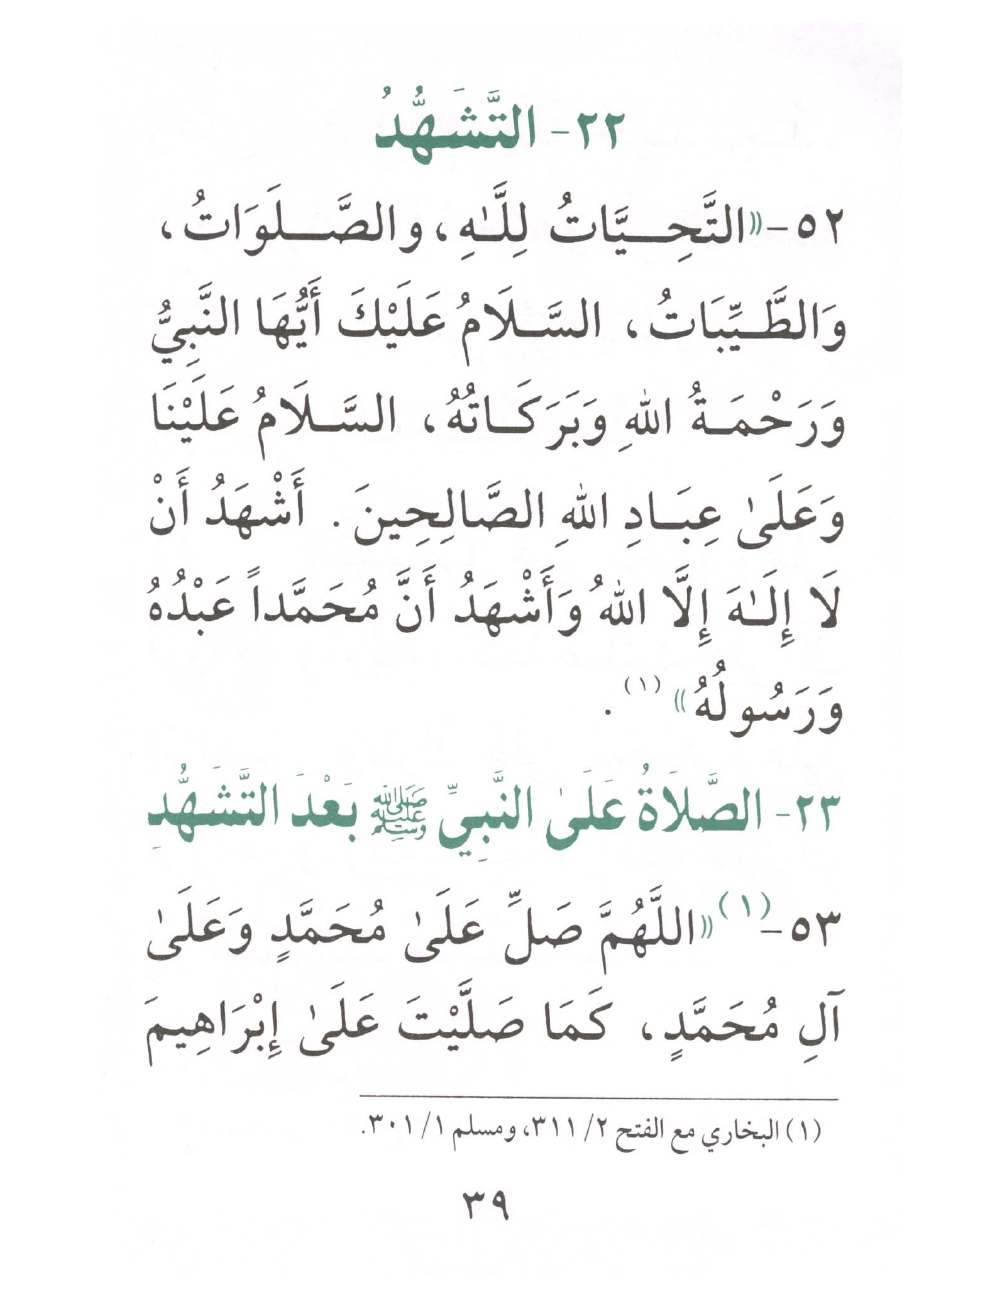 ٢٢- التَّشَهُّدُ
٥٢-«التَّحِيَّاتُ لِلَّهِ، والصَّلَوَاتُ،
وَالطَّيِّبَاتُ، السَّلَامُ عَلَيْكَ أَيُّهَا النَّبِيُّ
وَرَحْمَةُ اللهِ وَبَرَكَاتُهُ، السَّلَامُ عَلَيْنَا
وَعَلَىٰ عِبَادِ اللهِ الصَّالِحِينَ. أَشْهَدُ أَنْ
لَا إِلَـٰهَ إِلَّا اللهُ وَأَشْهَدُ أَنَّ مُحَمَّداً عَبْدُهُ
وَرَسُولُهُ»(١).
٢٣- الصَّلَاةُ عَلَىٰ النَّبِيِّ ﷺ بَعْدَ التَّشَهُّدِ
٥٣-(١)«اللَّهُمَّ صَلِّ عَلَىٰ مُحَمَّدٍ وَعَلَىٰ
آلِ مُحَمَّدٍ، كَمَا صَلَّيْتَ عَلَىٰ إِبْرَاهِيمَ
(١) البخاري مع الفتح ٢/ ٣١١، ومسلم ١/ ٣٠١.
٣٩